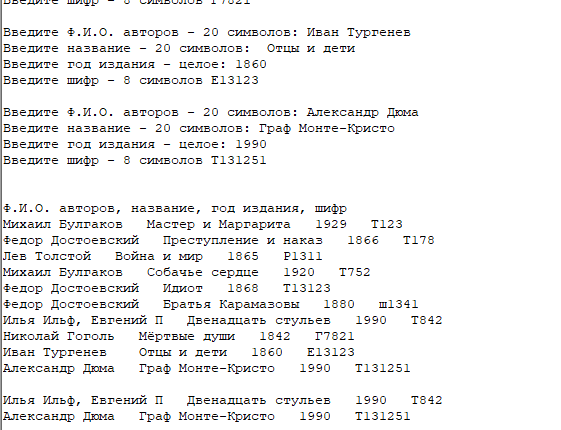 Введите шифр - 8 символов Г7821
Введите Ф.И.О. авторов - 20 символов: Иван Тургенев
Введите название - 20 символов:  Отцы и дети
Введите год издания - целое: 1860
Введите шифр - 8 символов Е13123
Введите Ф.И.О. авторов - 20 символов: Александр Дюма
Введите название - 20 символов: Граф Монте-Кристо
Введите год издания - целое: 1990
Введите шифр - 8 символов Т131251
Ф.И.О. авторов, название, год издания, шифр
Михаил Булгаков   Мастер и Маргарита   1929   Т123
Федор Достоевский   Преступление и наказ   1866   Т178
Лев Толстой   Война и мир   1865   Р1311
Михаил Булгаков   Собачье сердце   1920   Т752
Федор Достоевский   Идиот   1868   Т13123
Федор Достоевский   Братья Карамазовы   1880   ш1341
Илья Ильф, Евгений П   Двенадцать стульев   1990   Т842
Николай Гоголь   Мёртвые души   1842   Г7821
Иван Тургенев    Отцы и дети   1860   Е13123
Александр Дюма   Граф Монте-Кристо   1990   Т131251
Илья Ильф, Евгений П   Двенадцать стульев   1990   Т842
Александр Дюма   Граф Монте-Кристо   1990   Т131251